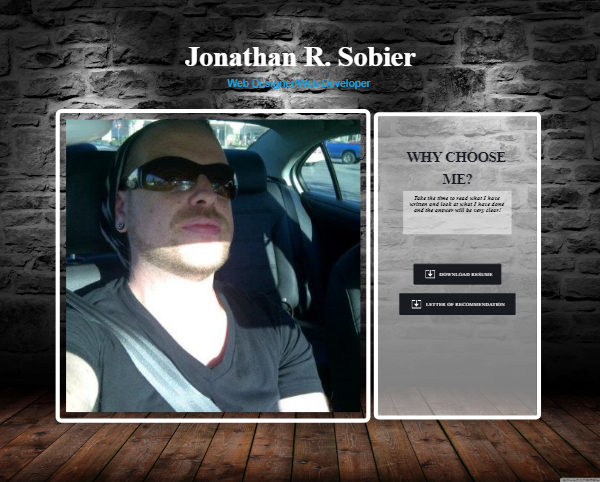 Jonathan R. Sobier
Web Designer/Web Developer
WHY CHOOSE
ME?
Take the time to read what I have
written and look at what I have done
and the answer will be very clear!
DOWNLOAD RESUME
LETTER OF RECOMMENDATION